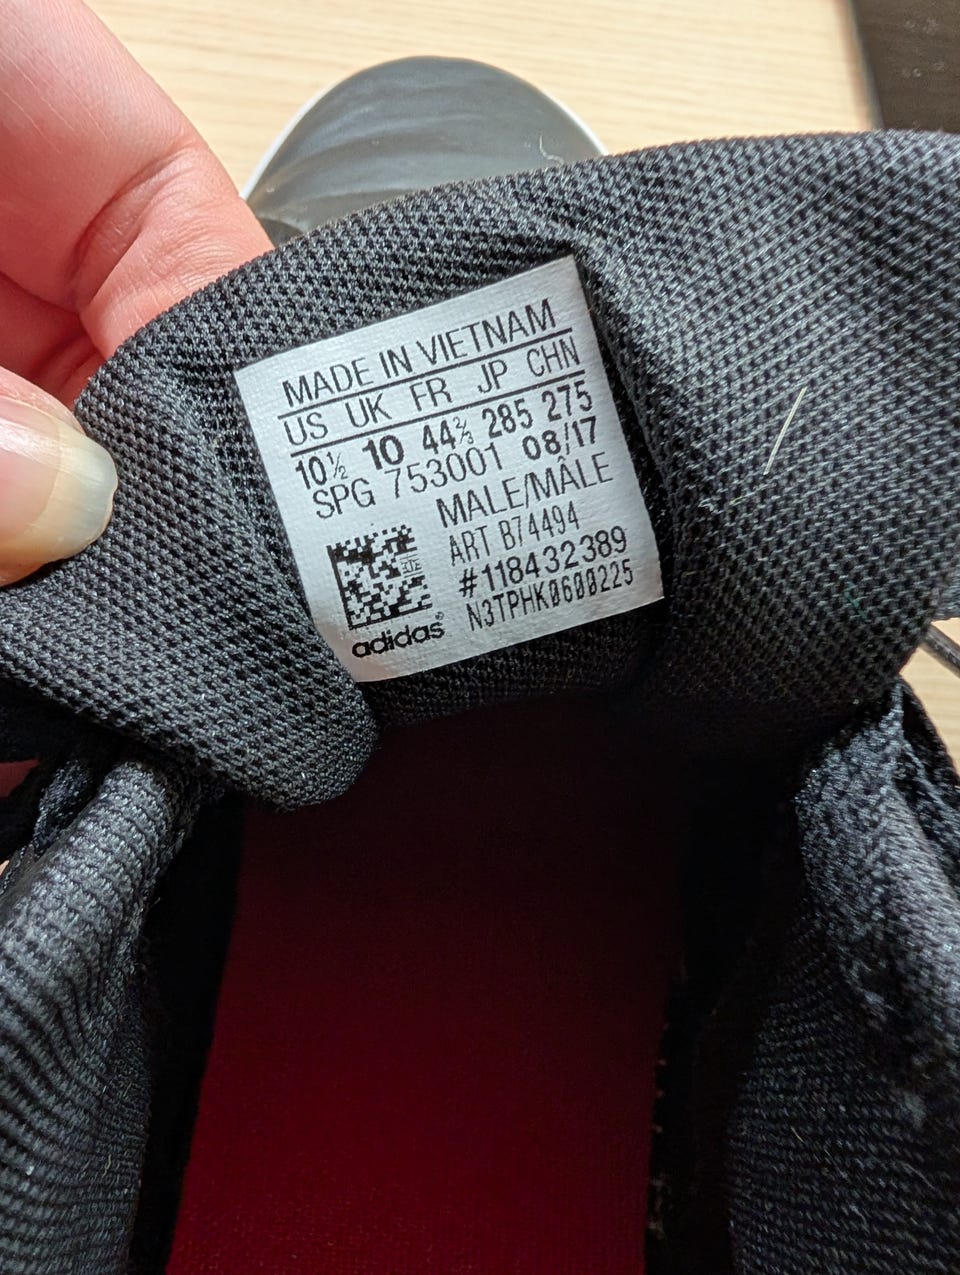 MADE IN VIETNAM
US UK FR JP CHN
10½ 10 44⅔ 285 275
SPG 753001 08/17
MALE/MÂLE
ART B74494
#118432389
N3TPHK0600225
adidas®